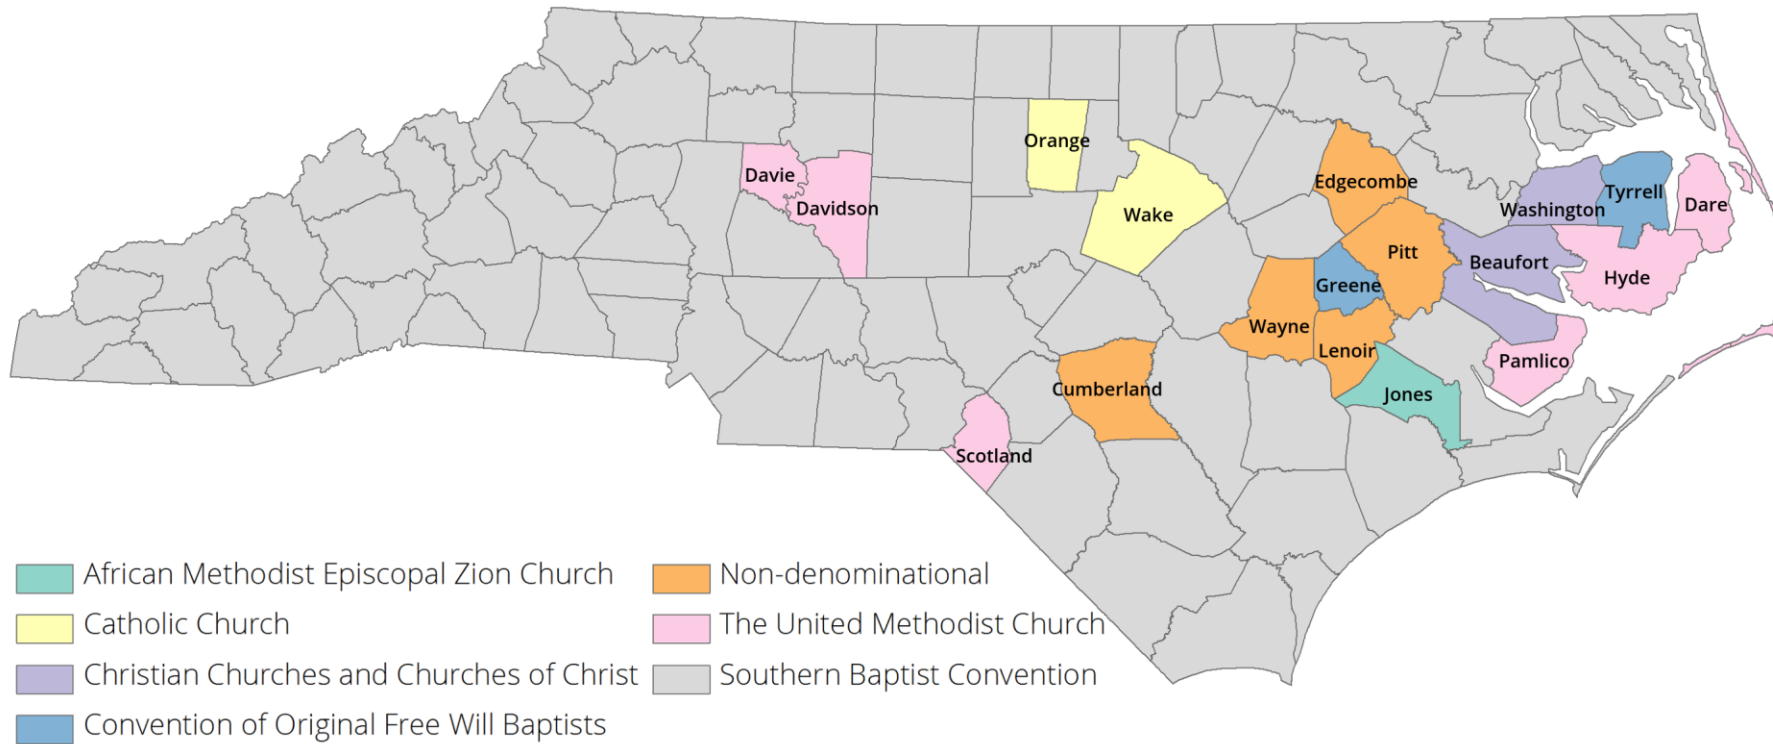 Orange
Davie
Edgecombe
Tyrrell
Washington
Dare
Davidson
Wake
Pitt
Beaufort
Hyde
Greene
Wayne
Lenoir
Pamlico
Cumberland
Jones
Scotland
African Methodist Episcopal Zion Church
Catholic Church
Christian Churches and Churches of Christ
Convention of Original Free Will Baptists
Non-denominational
The United Methodist Church
Southern Baptist Convention